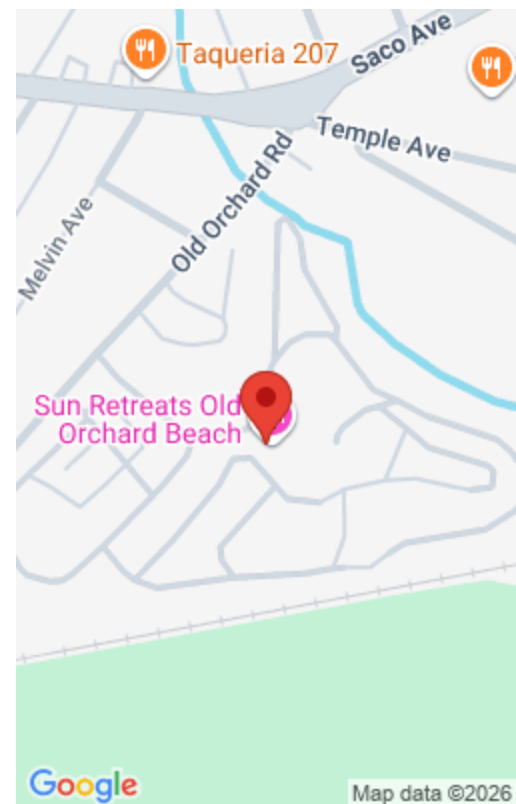 Taqueria 207
Saco Ave
Temple Ave
Old Orchard Rd
Melvin Ave
Sun Retreats Old
Orchard Beach
Google
Map data ©2026